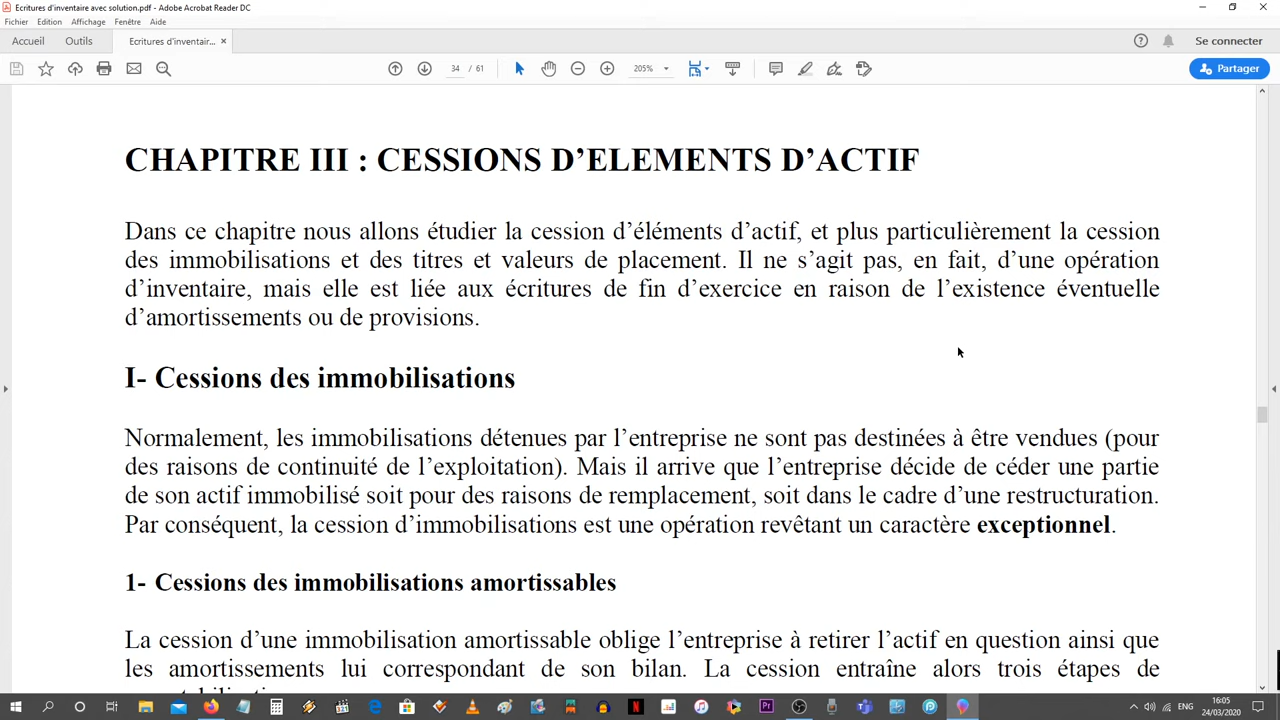 Ecritures d'inventaire avec solution.pdf - Adobe Acrobat Reader DC
Fichier Edition Affichage Fenêtre Aide
Accueil Outils Ecritures d'inventair... × Se connecter
34 / 61 205% Partager
CHAPITRE III : CESSIONS D’ELEMENTS D’ACTIF
Dans ce chapitre nous allons étudier la cession d’éléments d’actif, et plus particulièrement la cession
des immobilisations et des titres et valeurs de placement. Il ne s’agit pas, en fait, d’une opération
d’inventaire, mais elle est liée aux écritures de fin d’exercice en raison de l’existence éventuelle
d’amortissements ou de provisions.
I- Cessions des immobilisations
Normalement, les immobilisations détenues par l’entreprise ne sont pas destinées à être vendues (pour
des raisons de continuité de l’exploitation). Mais il arrive que l’entreprise décide de céder une partie
de son actif immobilisé soit pour des raisons de remplacement, soit dans le cadre d’une restructuration.
Par conséquent, la cession d’immobilisations est une opération revêtant un caractère exceptionnel.
1- Cessions des immobilisations amortissables
La cession d’une immobilisation amortissable oblige l’entreprise à retirer l’actif en question ainsi que
les amortissements lui correspondant de son bilan. La cession entraîne alors trois étapes de
16:05
24/03/2020